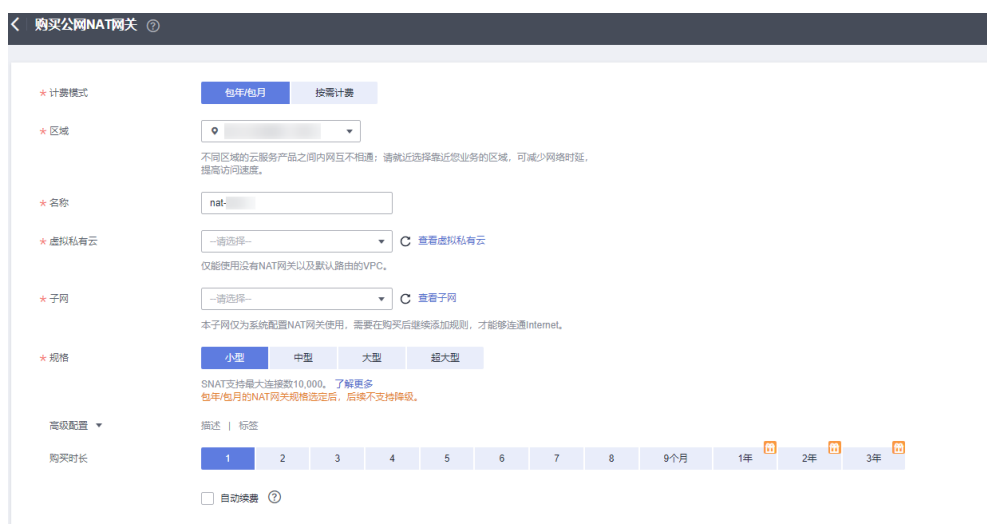 购买公网NAT网关
* 计费模式 包年/包月 按需计费
* 区域
不同区域的云服务产品之间内网互不相通；请就近选择靠近您业务的区域，可减少网络时延，
提高访问速度。
* 名称 nat-
* 虚拟私有云 --请选择-- 查看虚拟私有云
仅能使用没有NAT网关以及默认路由的VPC。
* 子网 --请选择-- 查看子网
本子网仅为系统配置NAT网关使用，需要在购买后继续添加规则，才能够连通Internet。
* 规格 小型 中型 大型 超大型
SNAT支持最大连接数10,000。 了解更多
包年/包月的NAT网关规格选定后，后续不支持降级。
高级配置 描述 | 标签
购买时长 1 2 3 4 5 6 7 8 9个月 1年 2年 3年
自动续费